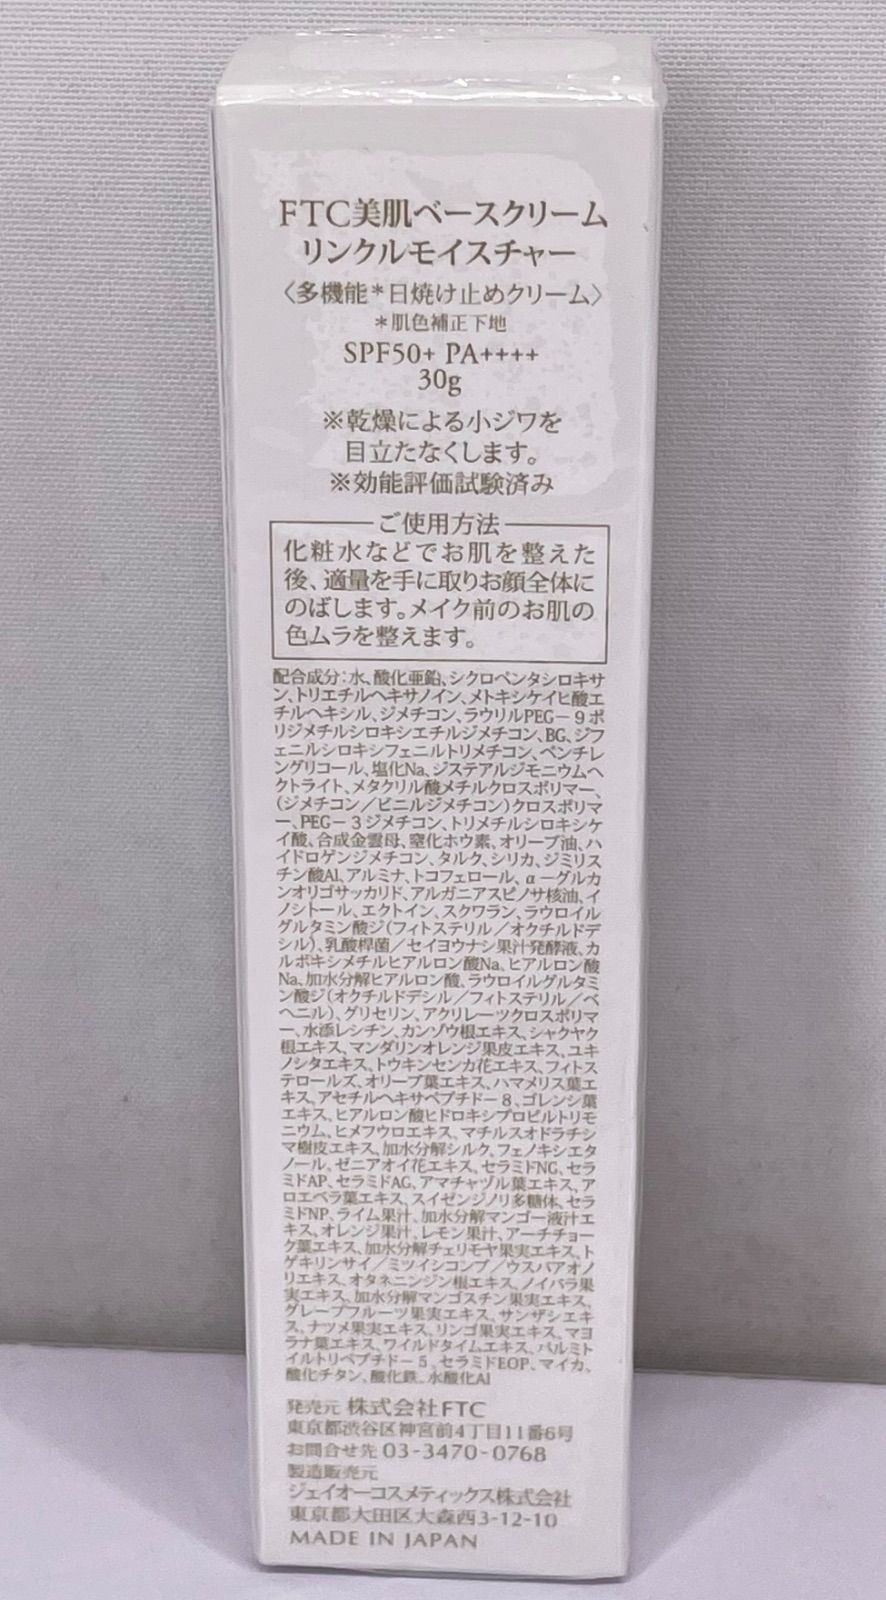 FTC美肌ベースクリーム
リンクルモイスチャー
〈多機能*日焼け止めクリーム〉
*肌色補正下地
SPF50+ PA++++
30g
※乾燥による小ジワを
目立たなくします。
※効能評価試験済み
ご使用方法
化粧水などでお肌を整えた
後、適量を手に取りお顔全体に
のばします。メイク前のお肌の
色ムラを整えます。
配合成分:水、酸化亜鉛、シクロペンタシロキサ
ン、トリエチルヘキサノイン、メトキシケイヒ酸エ
チルヘキシル、ジメチコン、ラウリルPEG-9ポ
リジメチルシロキシエチルジメチコン、BG、ジフ
ェニルシロキシフェニルトリメチコン、ペンチレ
ングリコール、塩化Na、ジステアルジモニウムヘ
クトライト、メタクリル酸メチルクロスポリマー、
(ジメチコン/ビニルジメチコン)クロスポリマ
ー、PEG-3ジメチコン、トリメチルシロキシケ
イ酸、合成金雲母、窒化ホウ素、オリーブ油、ハ
イドロゲンジメチコン、タルク、シリカ、ジミリス
チン酸Al、アルミナ、トコフェロール、α-グルカ
ンオリゴサッカリド、アルガニアスピノサ核油、イ
ノシトール、エクトイン、スクワラン、ラウロイル
グルタミン酸ジ(フィトステリル/オクチルドデ
シル)、乳酸桿菌/セイヨウナシ果汁発酵液、カ
ルボキシメチルヒアルロン酸Na、ヒアルロン酸
Na、加水分解ヒアルロン酸、ラウロイルグルタミ
ン酸ジ(オクチルドデシル/フィトステリル/ベ
ヘニル)、グリセリン、アクリレーツクロスポリマ
ー、水添レシチン、カンゾウ根エキス、シャクヤク
根エキス、マンダリンオレンジ果皮エキス、ユキ
ノシタエキス、トウキンセンカ花エキス、フィトス
テロールズ、オリーブ葉エキス、ハマメリス葉エ
キス、アセチルヘキサペプチド-8、ゴレンシ葉
エキス、ヒアルロン酸ヒドロキシプロピルトリモ
ニウム、ヒメフウロエキス、マチルスオドラチシ
マ樹皮エキス、加水分解シルク、フェノキシエタ
ノール、ゼニアオイ花エキス、セラミドNG、セラ
ミドAP、セラミドAG、アマチャヅル葉エキス、ア
ロエベラ葉エキス、スイゼンジノリ多糖体、セラ
ミドNP、ライム果汁、加水分解マンゴー液汁エ
キス、オレンジ果汁、レモン果汁、アーチチョー
ク葉エキス、加水分解チェリモヤ果実エキス、ト
ゲキリンサイ/ミツイシコンブ/ウスバアオノ
リエキス、オタネニンジン根エキス、ノイバラ果
実エキス、加水分解マンゴスチン果実エキス、
グレープフルーツ果実エキス、サンザシエキ
ス、ナツメ果実エキス、リンゴ果実エキス、マヨ
ラナ葉エキス、ワイルドタイムエキス、パルミト
イルトリペプチド-5、セラミドEOP、マイカ、
酸化チタン、酸化鉄、水酸化Al
発売元 株式会社FTC
東京都渋谷区神宮前4丁目11番6号
お問合せ先 03-3470-0768
製造販売元
ジェイオーコスメティックス株式会社
東京都大田区大森西3-12-10
MADE IN JAPAN